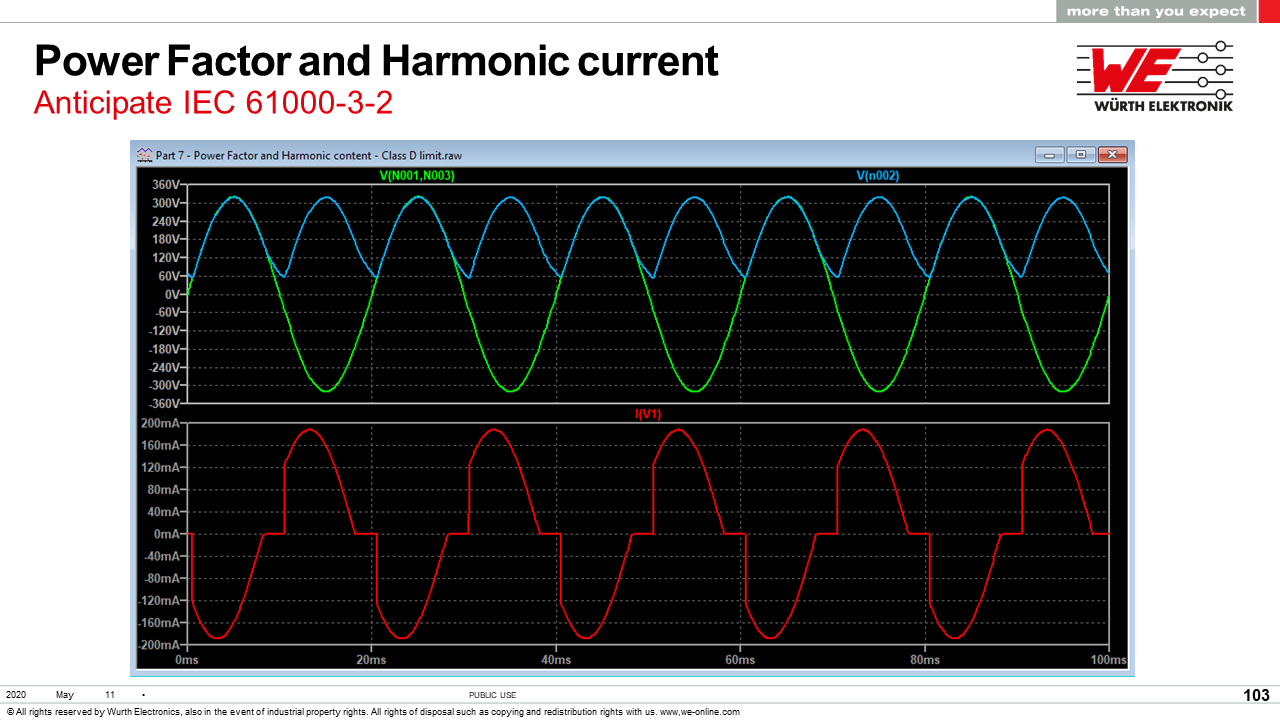 more than you expect
Power Factor and Harmonic current
Anticipate IEC 61000-3-2
WE
WÜRTH ELEKTRONIK
Part 7 - Power Factor and Harmonic content - Class D limit.raw
V(N001,N003) V(n002)
360V
300V
240V
180V
120V
60V
0V
-60V
-120V
-180V
-240V
-300V
-360V
I(V1)
200mA
160mA
120mA
80mA
40mA
0mA
-40mA
-80mA
-120mA
-160mA
-200mA
0ms 20ms 40ms 60ms 80ms 100ms
2020 May 11 • PUBLIC USE 103
© All rights reserved by Wurth Electronics, also in the event of industrial property rights. All rights of disposal such as copying and redistribution rights with us. www,we-online.com